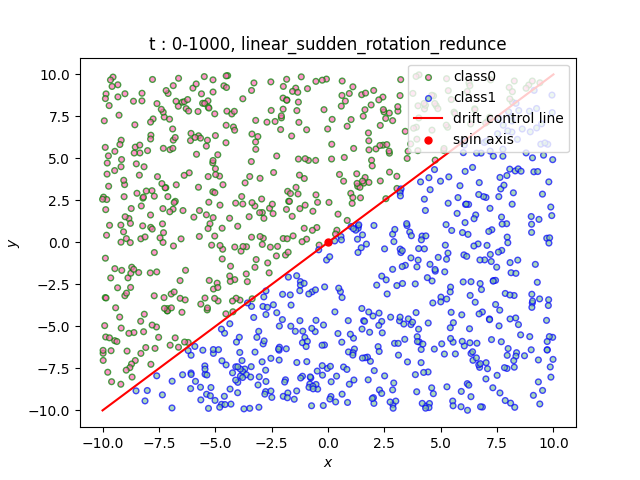 t : 0-1000, linear_sudden_rotation_redunce
class0
class1
drift control line
spin axis
10.0
7.5
5.0
2.5
0.0
−2.5
−5.0
−7.5
−10.0
y
−10.0 −7.5 −5.0 −2.5 0.0 2.5 5.0 7.5 10.0
x